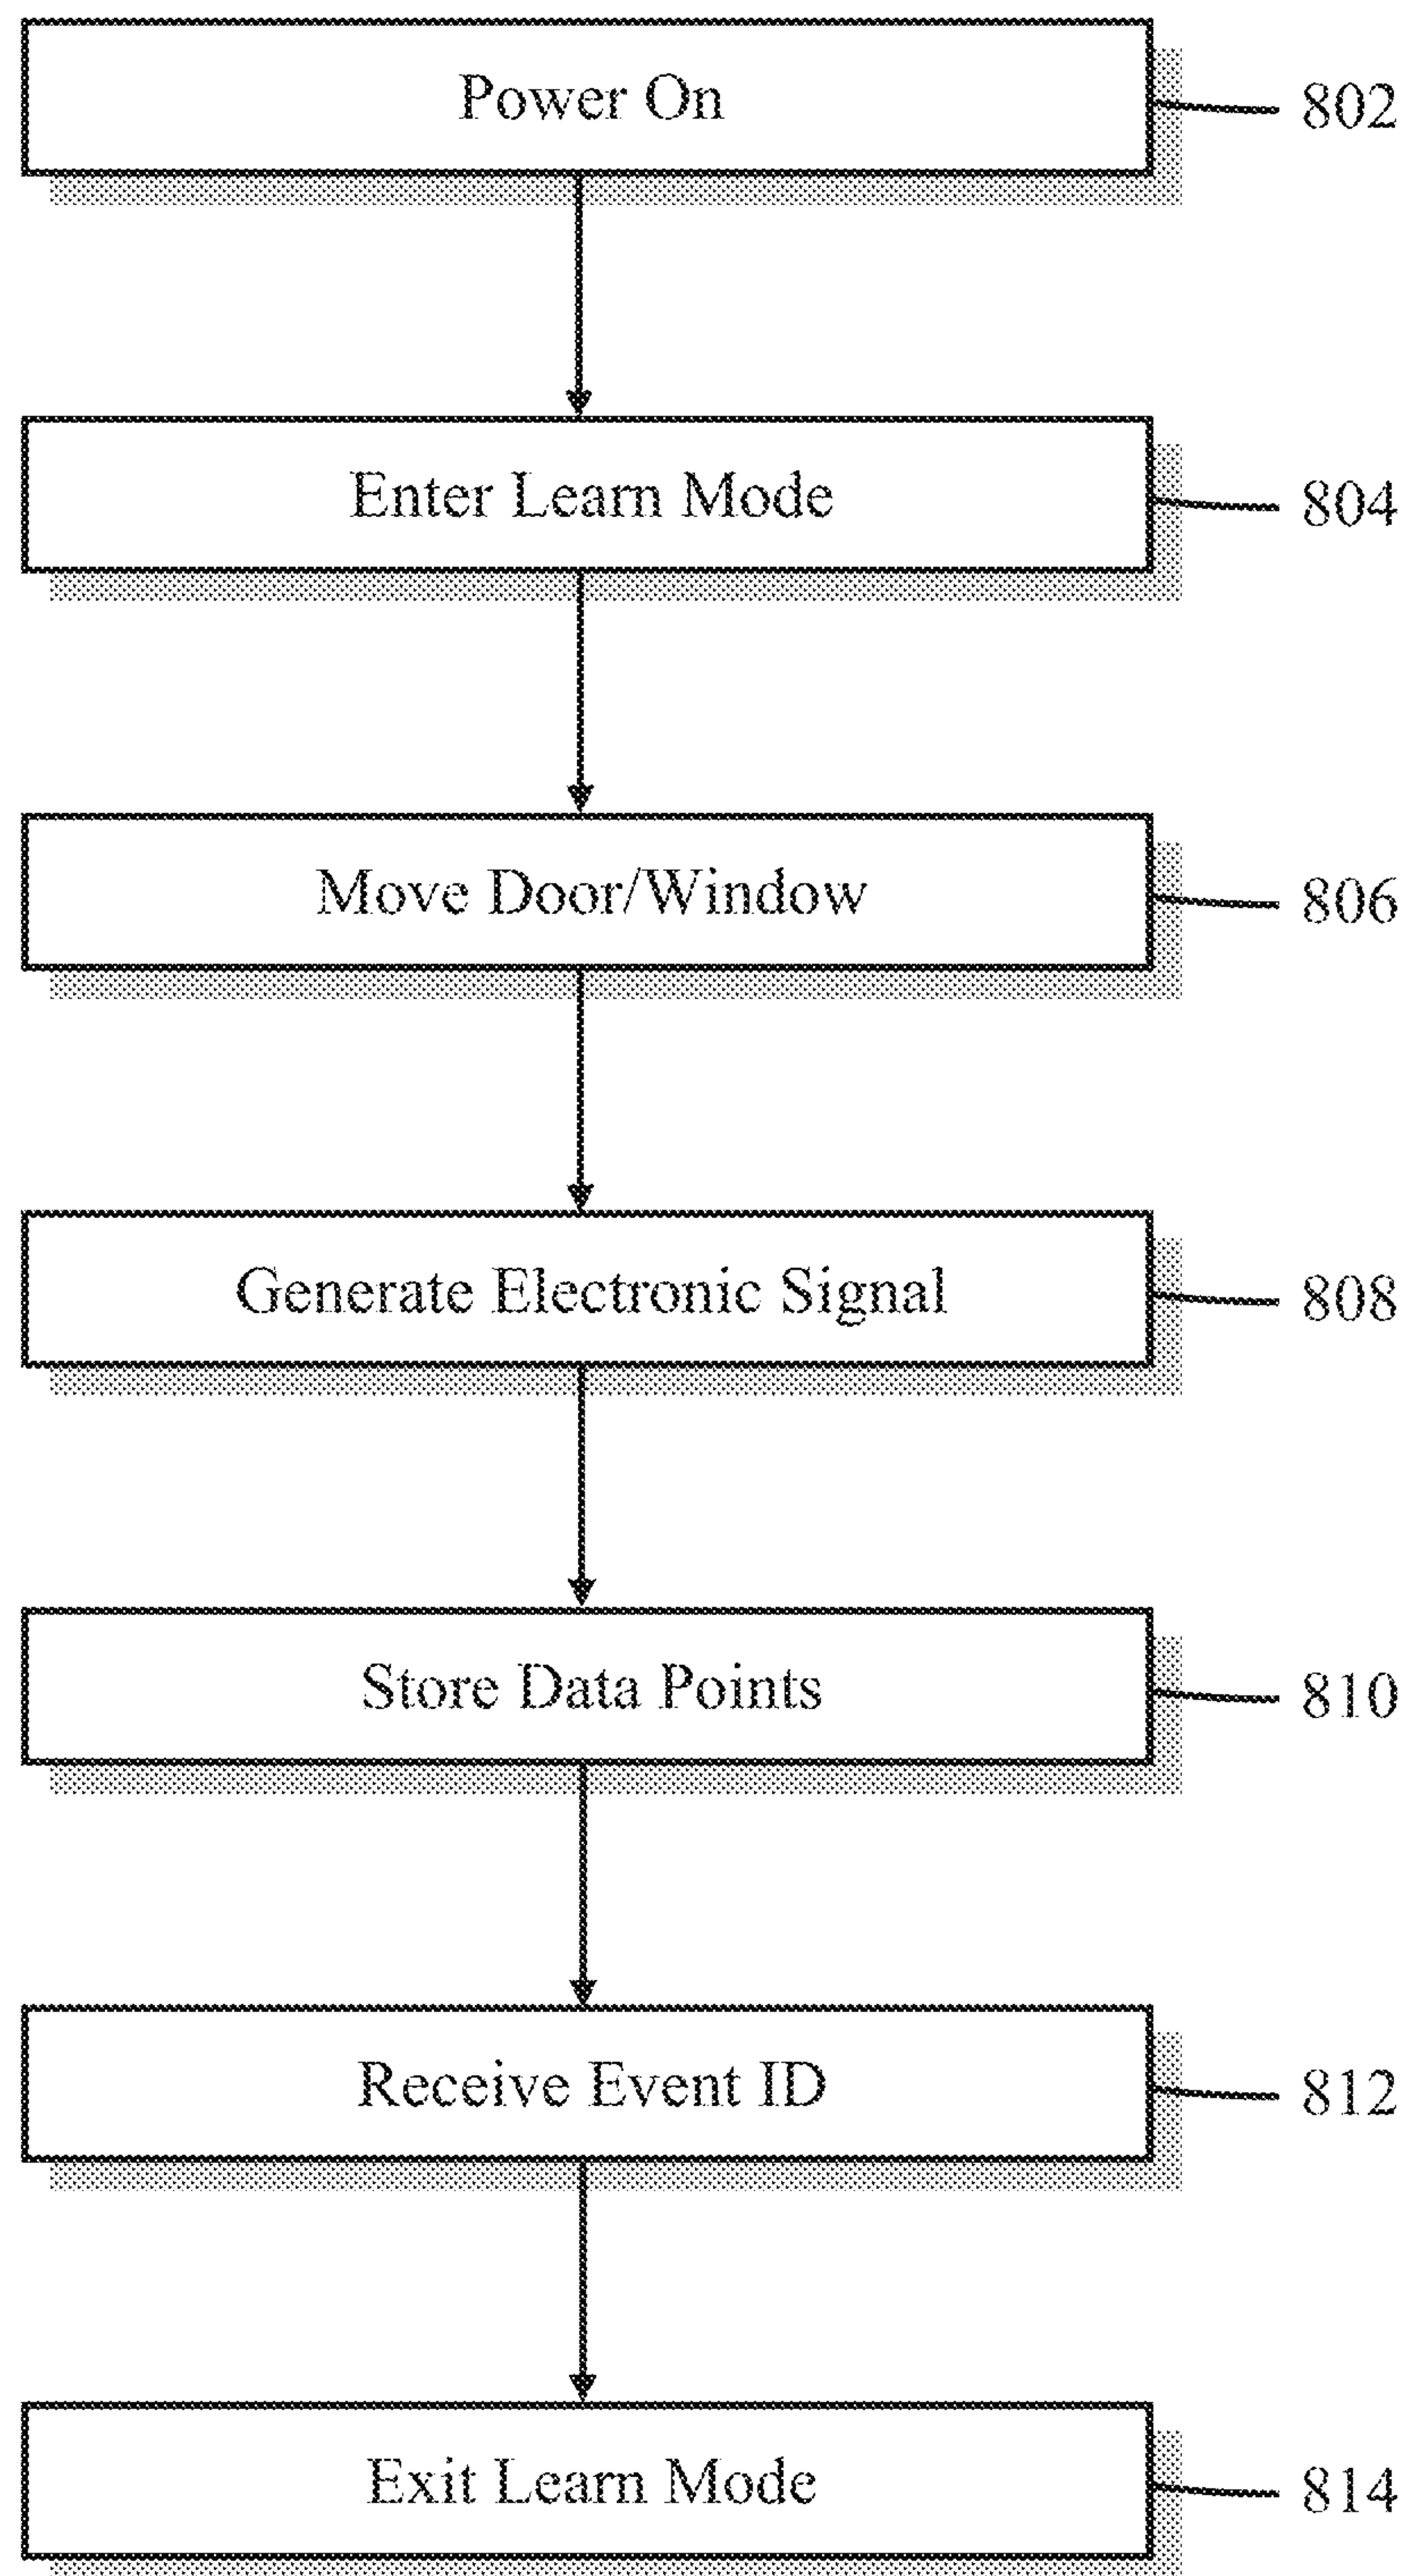 Power On 802
Enter Learn Mode 804
Move Door/Window 806
Generate Electronic Signal 808
Store Data Points 810
Receive Event ID 812
Exit Learn Mode 814